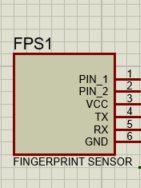 FPS1
PIN_1 1
PIN_2 2
VCC 3
TX 4
RX 5
GND 6
FINGERPRINT SENSOR